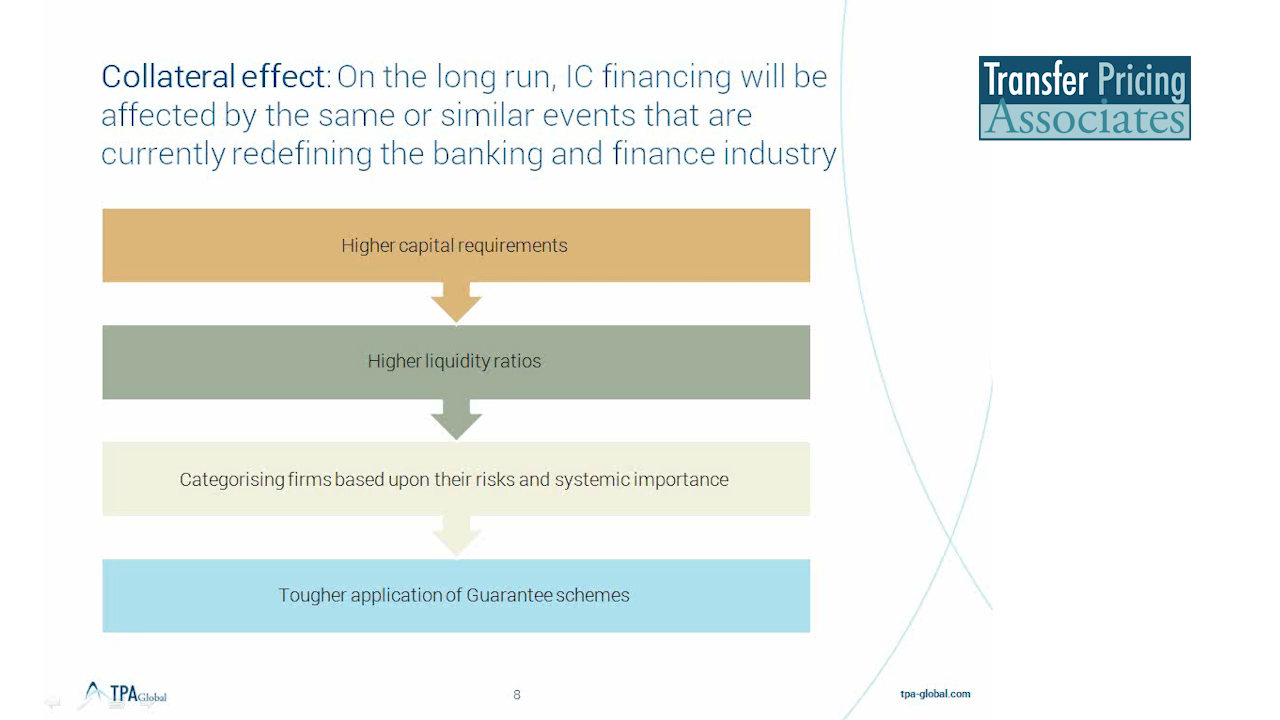 Collateral effect: On the long run, IC financing will be
affected by the same or similar events that are
currently redefining the banking and finance industry
Transfer Pricing
Associates
Higher capital requirements
Higher liquidity ratios
Categorising firms based upon their risks and systemic importance
Tougher application of Guarantee schemes
TPA Global
8
tpa-global.com